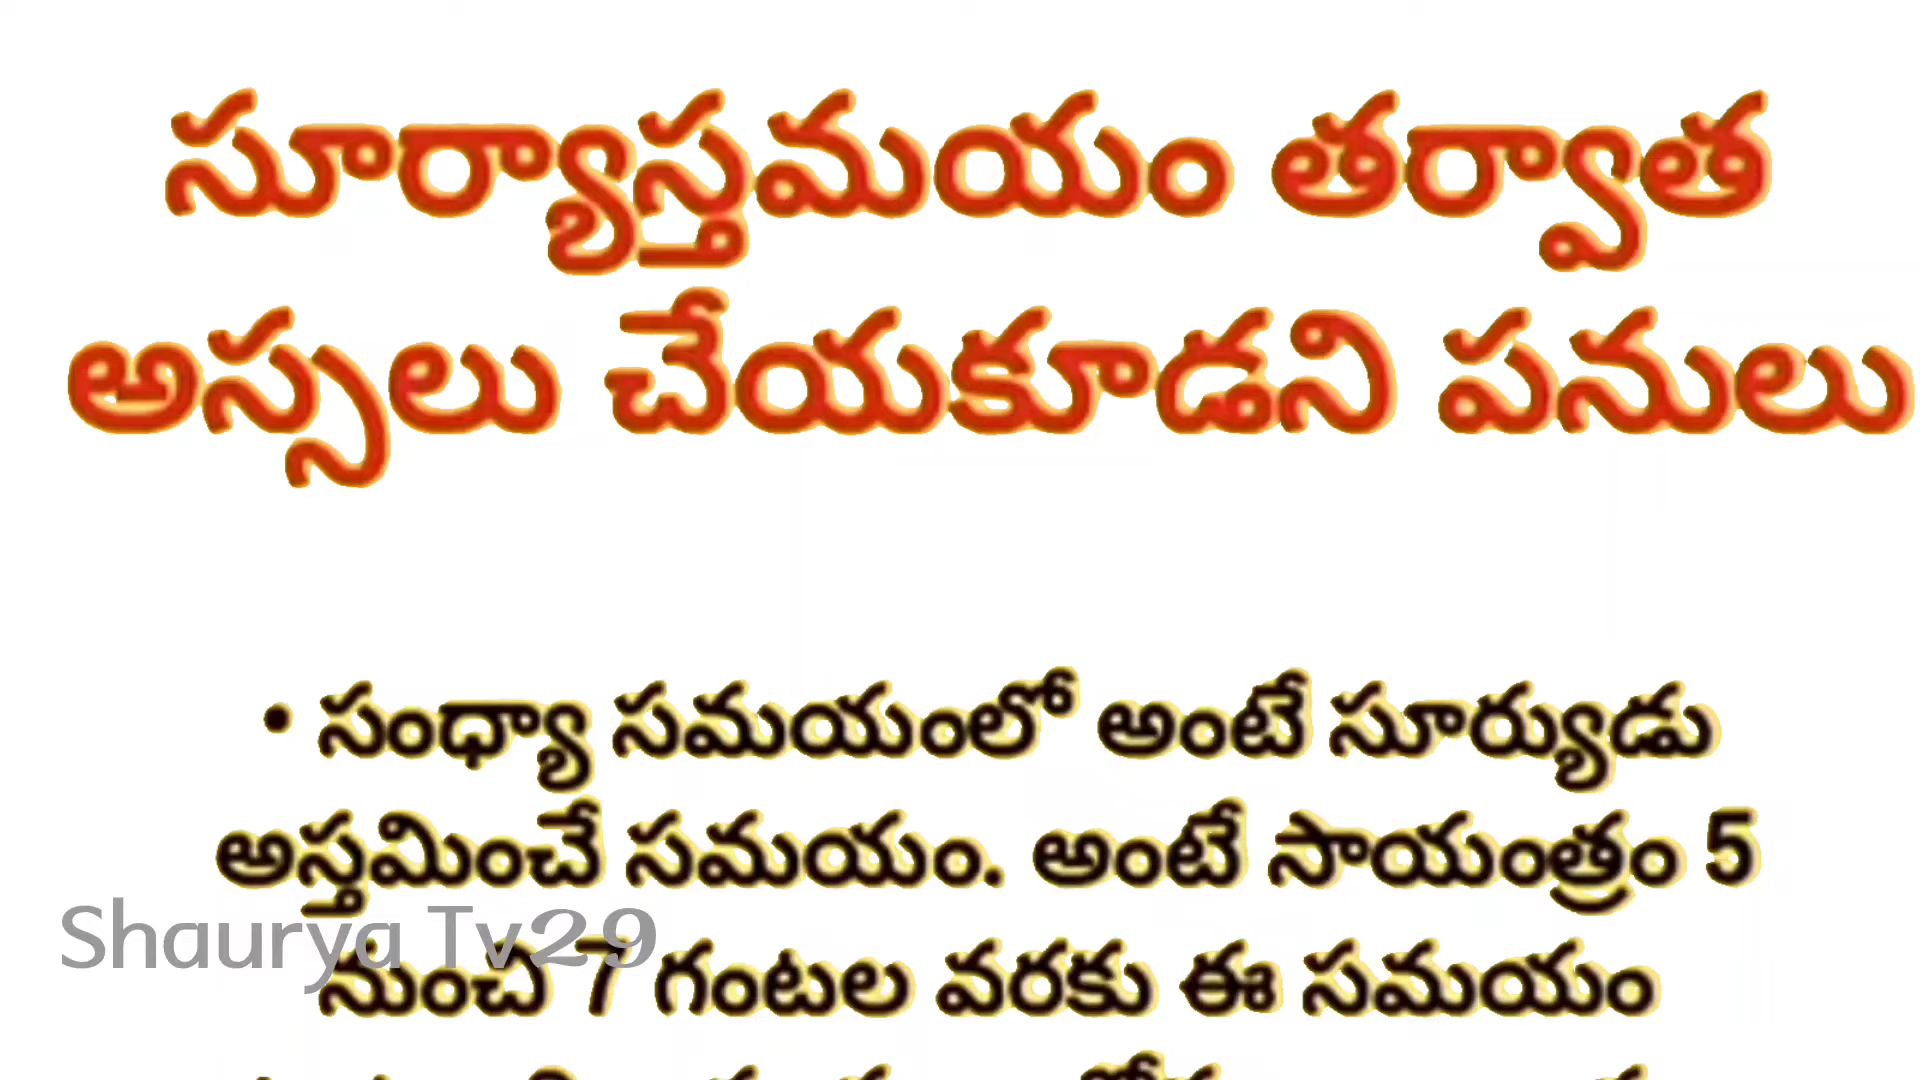 సూర్యాస్తమయం తర్వాత
అస్సలు చేయకూడని పనులు
• సంధ్యా సమయంలో అంటే సూర్యుడు
అస్తమించే సమయం. అంటే సాయంత్రం 5
Shaurya Tv29
నుంచి 7 గంటల వరకు ఈ సమయం